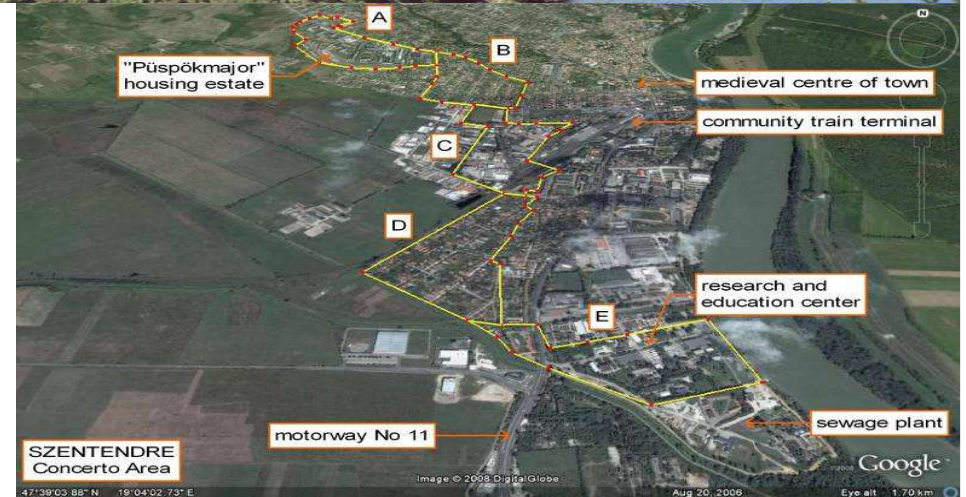 N
A
B
"Püspökmajor"
housing estate
medieval centre of town
community train terminal
C
D
research and
education center
E
motorway No 11
sewage plant
SZENTENDRE
Concerto Area
Image © 2008 DigitalGlobe
©2008 Google™
47°39'03.88" N 19°04'02.73" E
Aug 20, 2006
Eye alt 1.70 km